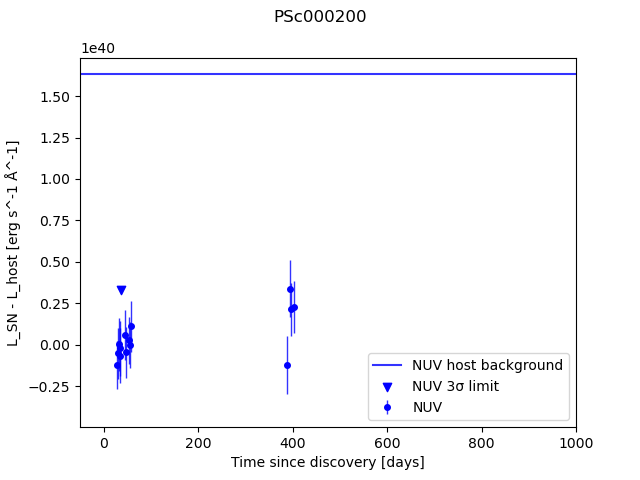 PSc000200
1e40
L_SN - L_host [erg s^-1 Å^-1]
1.50
1.25
1.00
0.75
0.50
0.25
0.00
−0.25
NUV host background
NUV 3σ limit
NUV
0 200 400 600 800 1000
Time since discovery [days]